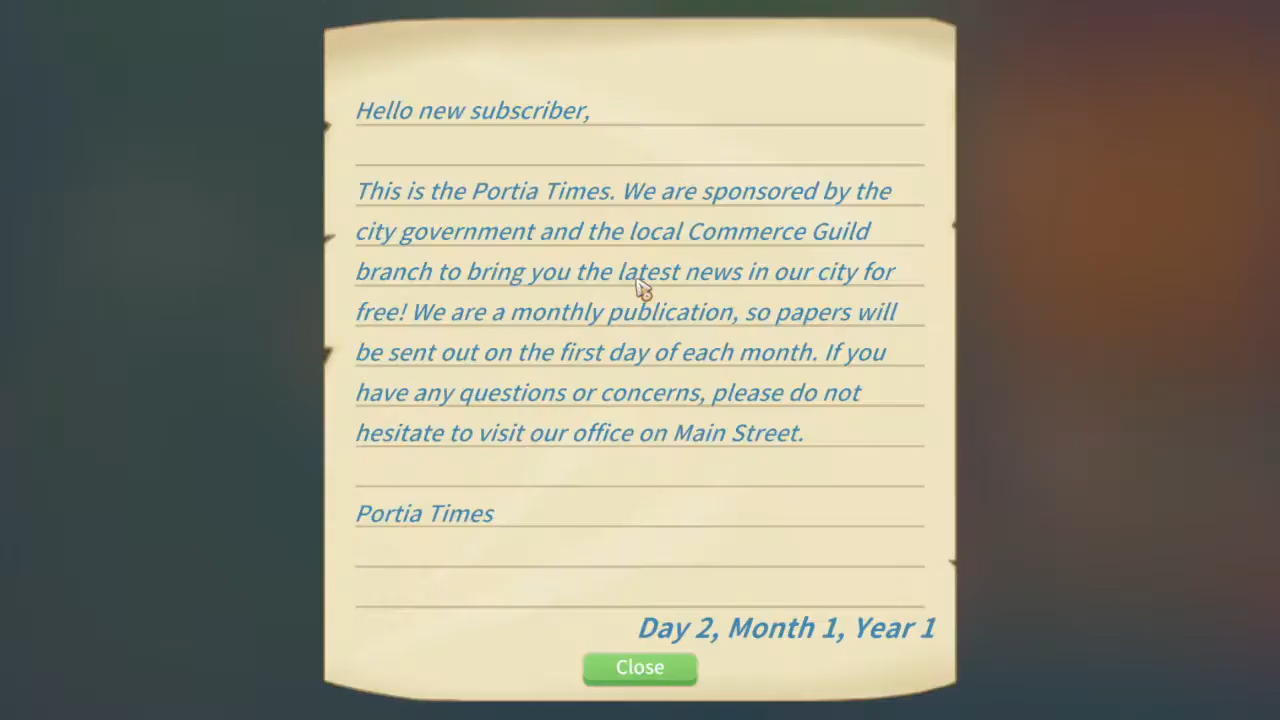 Hello new subscriber,
This is the Portia Times. We are sponsored by the
city government and the local Commerce Guild
branch to bring you the latest news in our city for
free! We are a monthly publication, so papers will
be sent out on the first day of each month. If you
have any questions or concerns, please do not
hesitate to visit our office on Main Street.
Portia Times
Day 2, Month 1, Year 1
Close